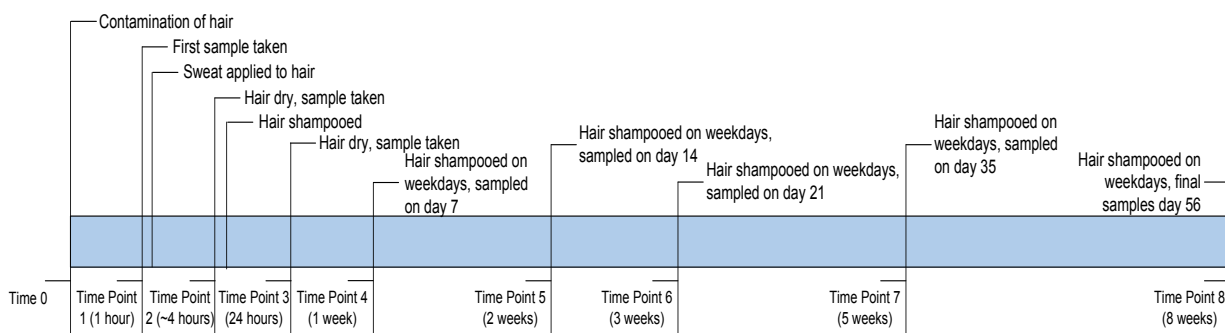 Contamination of hair
First sample taken
Sweat applied to hair
Hair dry, sample taken
Hair shampooed
Hair dry, sample taken
Hair shampooed on
weekdays, sampled
on day 7
Hair shampooed on weekdays,
sampled on day 14
Hair shampooed on weekdays,
sampled on day 21
Hair shampooed on
weekdays, sampled
on day 35
Hair shampooed on
weekdays, final
samples day 56
Time 0
Time Point
1 (1 hour)
Time Point
2 (~4 hours)
Time Point 3
(24 hours)
Time Point 4
(1 week)
Time Point 5
(2 weeks)
Time Point 6
(3 weeks)
Time Point 7
(5 weeks)
Time Point 8
(8 weeks)